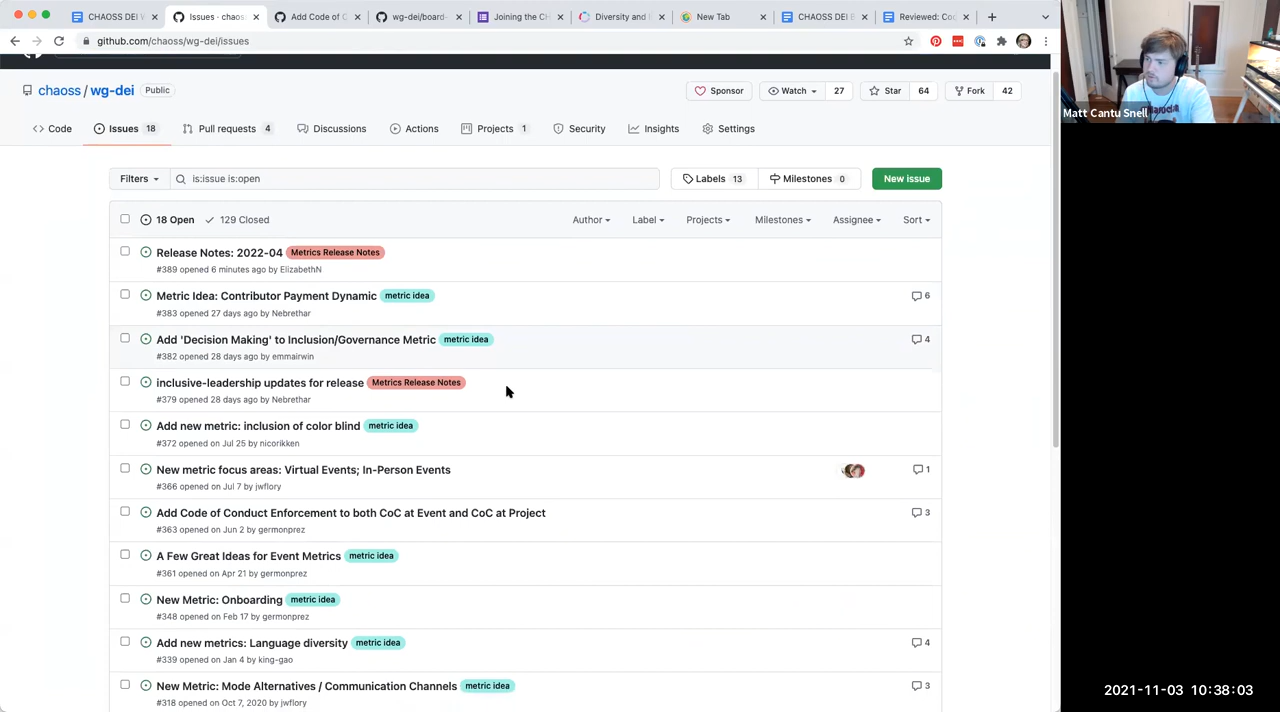 CHAOSS DEI W
Issues · chaos
Add Code of C
wg-dei/board-
Joining the CH
Diversity and I
New Tab
CHAOSS DEI B
Reviewed: Coc
github.com/chaoss/wg-dei/issues
chaoss / wg-dei Public
Sponsor
Watch 27
Star 64
Fork 42
Code
Issues 18
Pull requests 4
Discussions
Actions
Projects 1
Security
Insights
Settings
Filters
is:issue is:open
Labels 13
Milestones 0
New issue
18 Open
129 Closed
Author
Label
Projects
Milestones
Assignee
Sort
Release Notes: 2022-04 Metrics Release Notes
#389 opened 6 minutes ago by ElizabethN
Metric Idea: Contributor Payment Dynamic metric idea 6
#383 opened 27 days ago by Nebrethar
Add 'Decision Making' to Inclusion/Governance Metric metric idea 4
#382 opened 28 days ago by emmairwin
inclusive-leadership updates for release Metrics Release Notes
#379 opened 28 days ago by Nebrethar
Add new metric: inclusion of color blind metric idea
#372 opened on Jul 25 by nicorikken
New metric focus areas: Virtual Events; In-Person Events 1
#366 opened on Jul 7 by jwflory
Add Code of Conduct Enforcement to both CoC at Event and CoC at Project 3
#363 opened on Jun 2 by germonprez
A Few Great Ideas for Event Metrics metric idea
#361 opened on Apr 21 by germonprez
New Metric: Onboarding metric idea
#348 opened on Feb 17 by germonprez
Add new metrics: Language diversity metric idea 4
#339 opened on Jan 4 by king-gao
New Metric: Mode Alternatives / Communication Channels metric idea 3
#318 opened on Oct 7, 2020 by jwflory
Matt Cantu Snell
2021-11-03 10:38:03